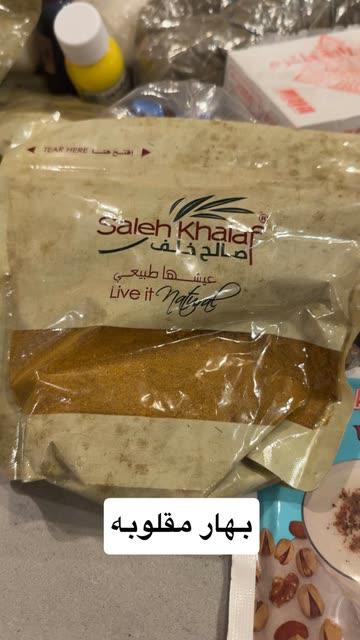 TEAR HERE افتح هنا
Saleh Khalaf
صالح خلف
عيشها طبيعي
Live it Natural
بهار مقلوبه